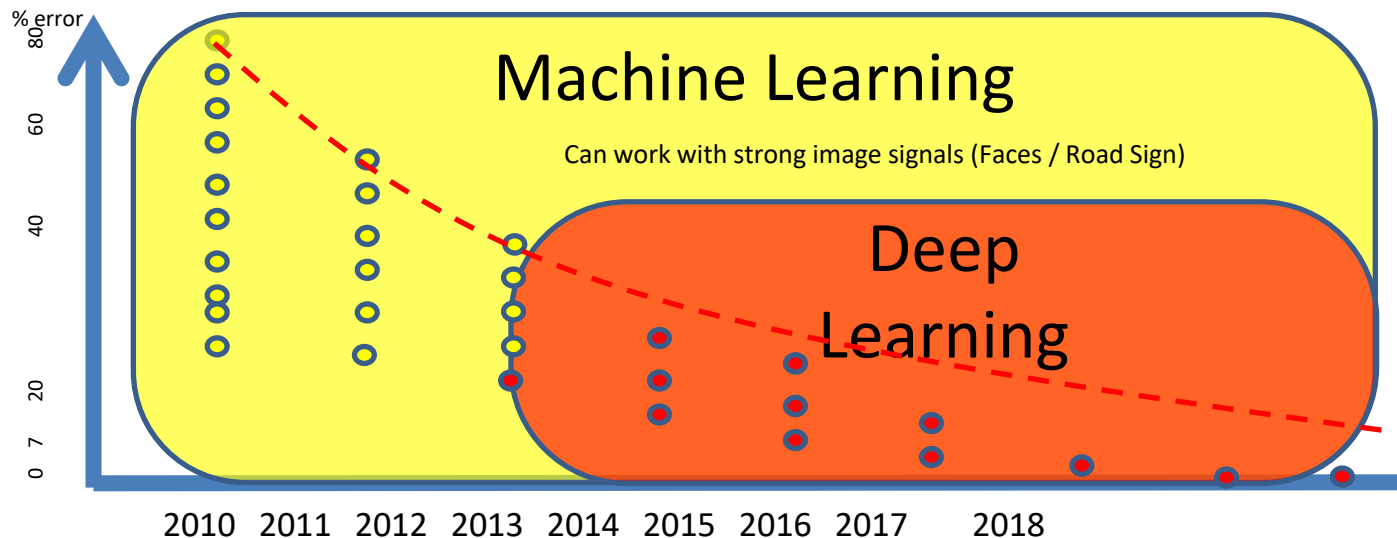 % error
80
60
40
20
7
0
Machine Learning
Can work with strong image signals (Faces / Road Sign)
Deep
Learning
2010 2011 2012 2013 2014 2015 2016 2017 2018